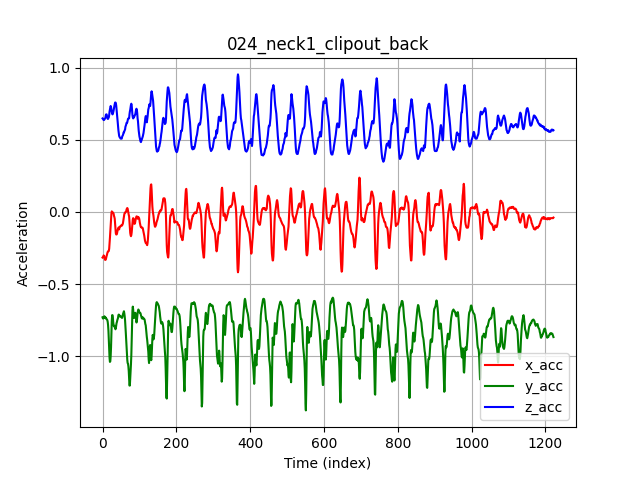 024_neck1_clipout_back
1.0
0.5
0.0
−0.5
−1.0
Acceleration
0 200 400 600 800 1000 1200
Time (index)
x_acc
y_acc
z_acc